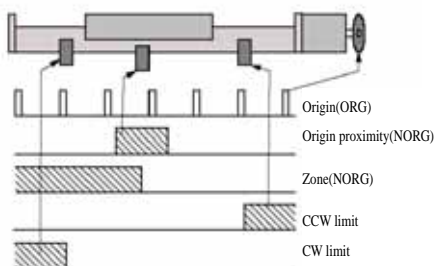 Origin(ORG)
Origin proximity(NORG)
Zone(NORG)
CCW limit
CW limit